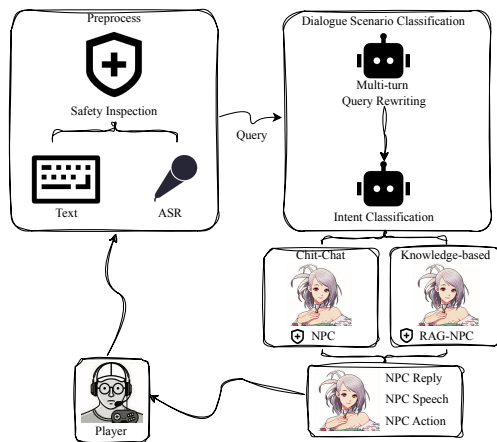 Preprocess
Safety Inspection
Text
ASR
Query
Dialogue Scenario Classification
Multi-turn
Query Rewriting
Intent Classification
Chit-Chat
NPC
Knowledge-based
RAG-NPC
NPC Reply
NPC Speech
NPC Action
Player